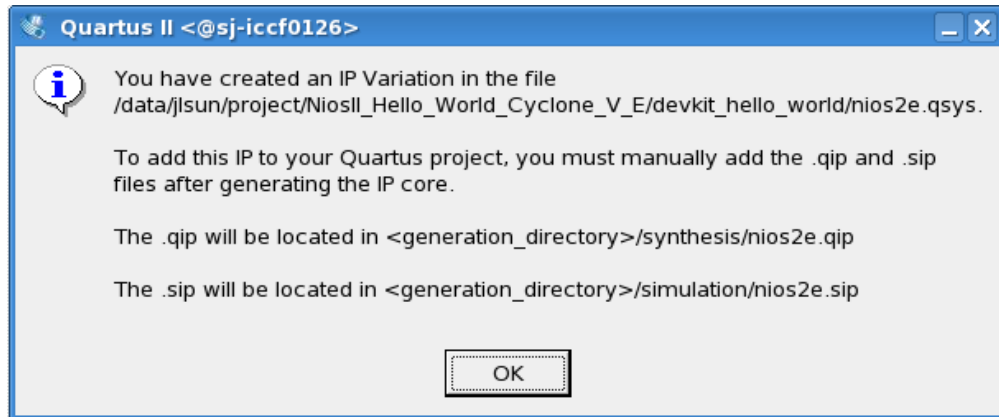 Quartus II <@sj-iccf0126>
You have created an IP Variation in the file
/data/jlsun/project/NiosII_Hello_World_Cyclone_V_E/devkit_hello_world/nios2e.qsys.
To add this IP to your Quartus project, you must manually add the .qip and .sip
files after generating the IP core.
The .qip will be located in <generation_directory>/synthesis/nios2e.qip
The .sip will be located in <generation_directory>/simulation/nios2e.sip
OK